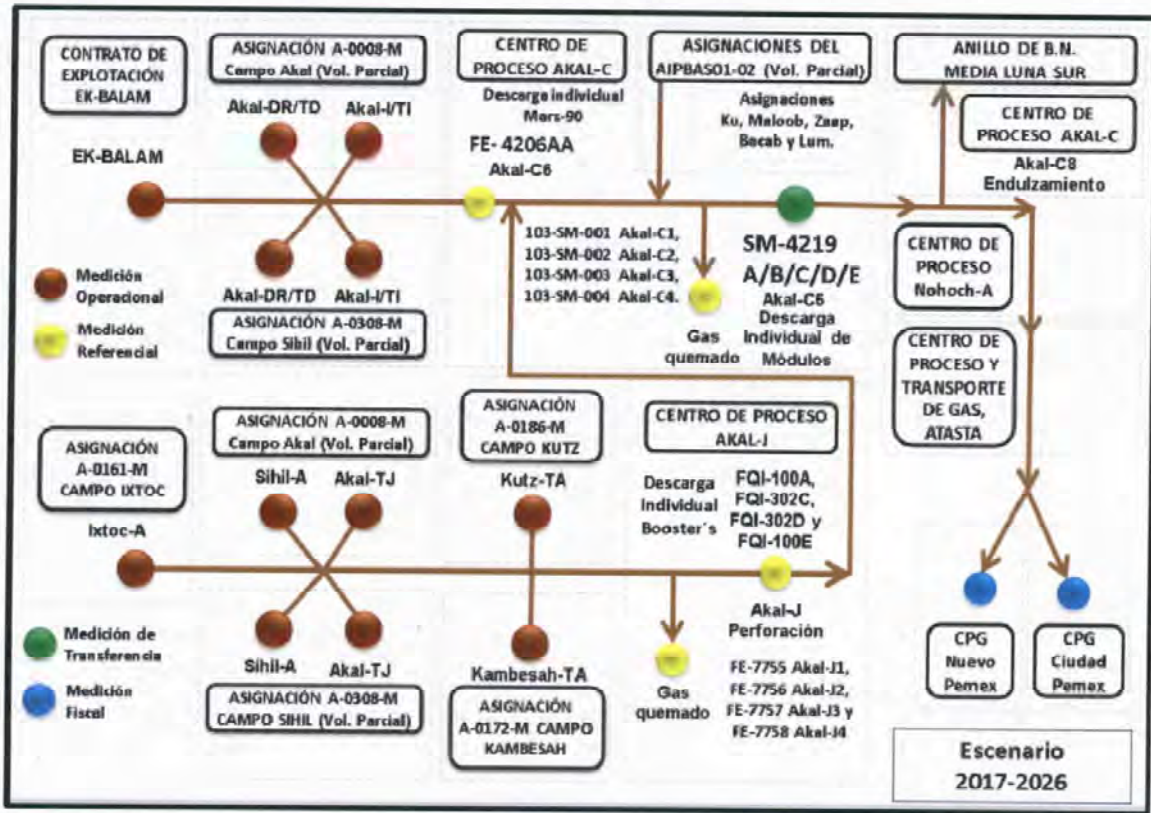 CONTRATO DE
EXPLOTACIÓN
EK-BALAM
EK-BALAM
ASIGNACIÓN A-0008-M
Campo Akal (Vol. Parcial)
Akal-DR/TD
Akal-I/TI
CENTRO DE
PROCESO AKAL-C
Descarga individual
Mars-90
FE- 4206AA
Akal-C6
ASIGNACIONES DEL
AIPBAS01-02 (Vol. Parcial)
Asignaciones
Ku, Maloob, Zaap,
Bacab y Lum.
ANILLO DE B.N.
MEDIA LUNA SUR
CENTRO DE
PROCESO AKAL-C
Akal-C8
Endulzamiento
Akal-DR/TD
Akal-I/TI
ASIGNACIÓN A-0308-M
Campo Sihil (Vol. Parcial)
Medición
Operacional
Medición
Referencial
103-SM-001 Akal-C1,
103-SM-002 Akal-C2,
103-SM-003 Akal-C3,
103-SM-004 Akal-C4.
Gas
quemado
SM-4219
A/B/C/D/E
Akal-C6
Descarga
Individual de
Módulos
CENTRO DE
PROCESO
Nohoch-A
CENTRO DE
PROCESO Y
TRANSPORTE
DE GAS,
ATASTA
ASIGNACIÓN
A-0161-M
CAMPO IXTOC
Ixtoc-A
ASIGNACIÓN A-0008-M
Campo Akal (Vol. Parcial)
Sihil-A
Akal-TJ
ASIGNACIÓN
A-0186-M
CAMPO KUTZ
Kutz-TA
CENTRO DE PROCESO
AKAL-J
Descarga
Individual
Booster´s
FQI-100A,
FQI-302C,
FQI-302D y
FQI-100E
Akal-J
Perforación
FE-7755 Akal-J1,
FE-7756 Akal-J2,
FE-7757 Akal-J3 y
FE-7758 Akal-J4
Gas
quemado
Sihil-A
Akal-TJ
ASIGNACIÓN A-0308-M
CAMPO SIHIL (Vol. Parcial)
Kambesah-TA
ASIGNACIÓN
A-0172-M CAMPO
KAMBESAH
Medición de
Transferencia
Medición
Fiscal
CPG
Nuevo
Pemex
CPG
Ciudad
Pemex
Escenario
2017-2026